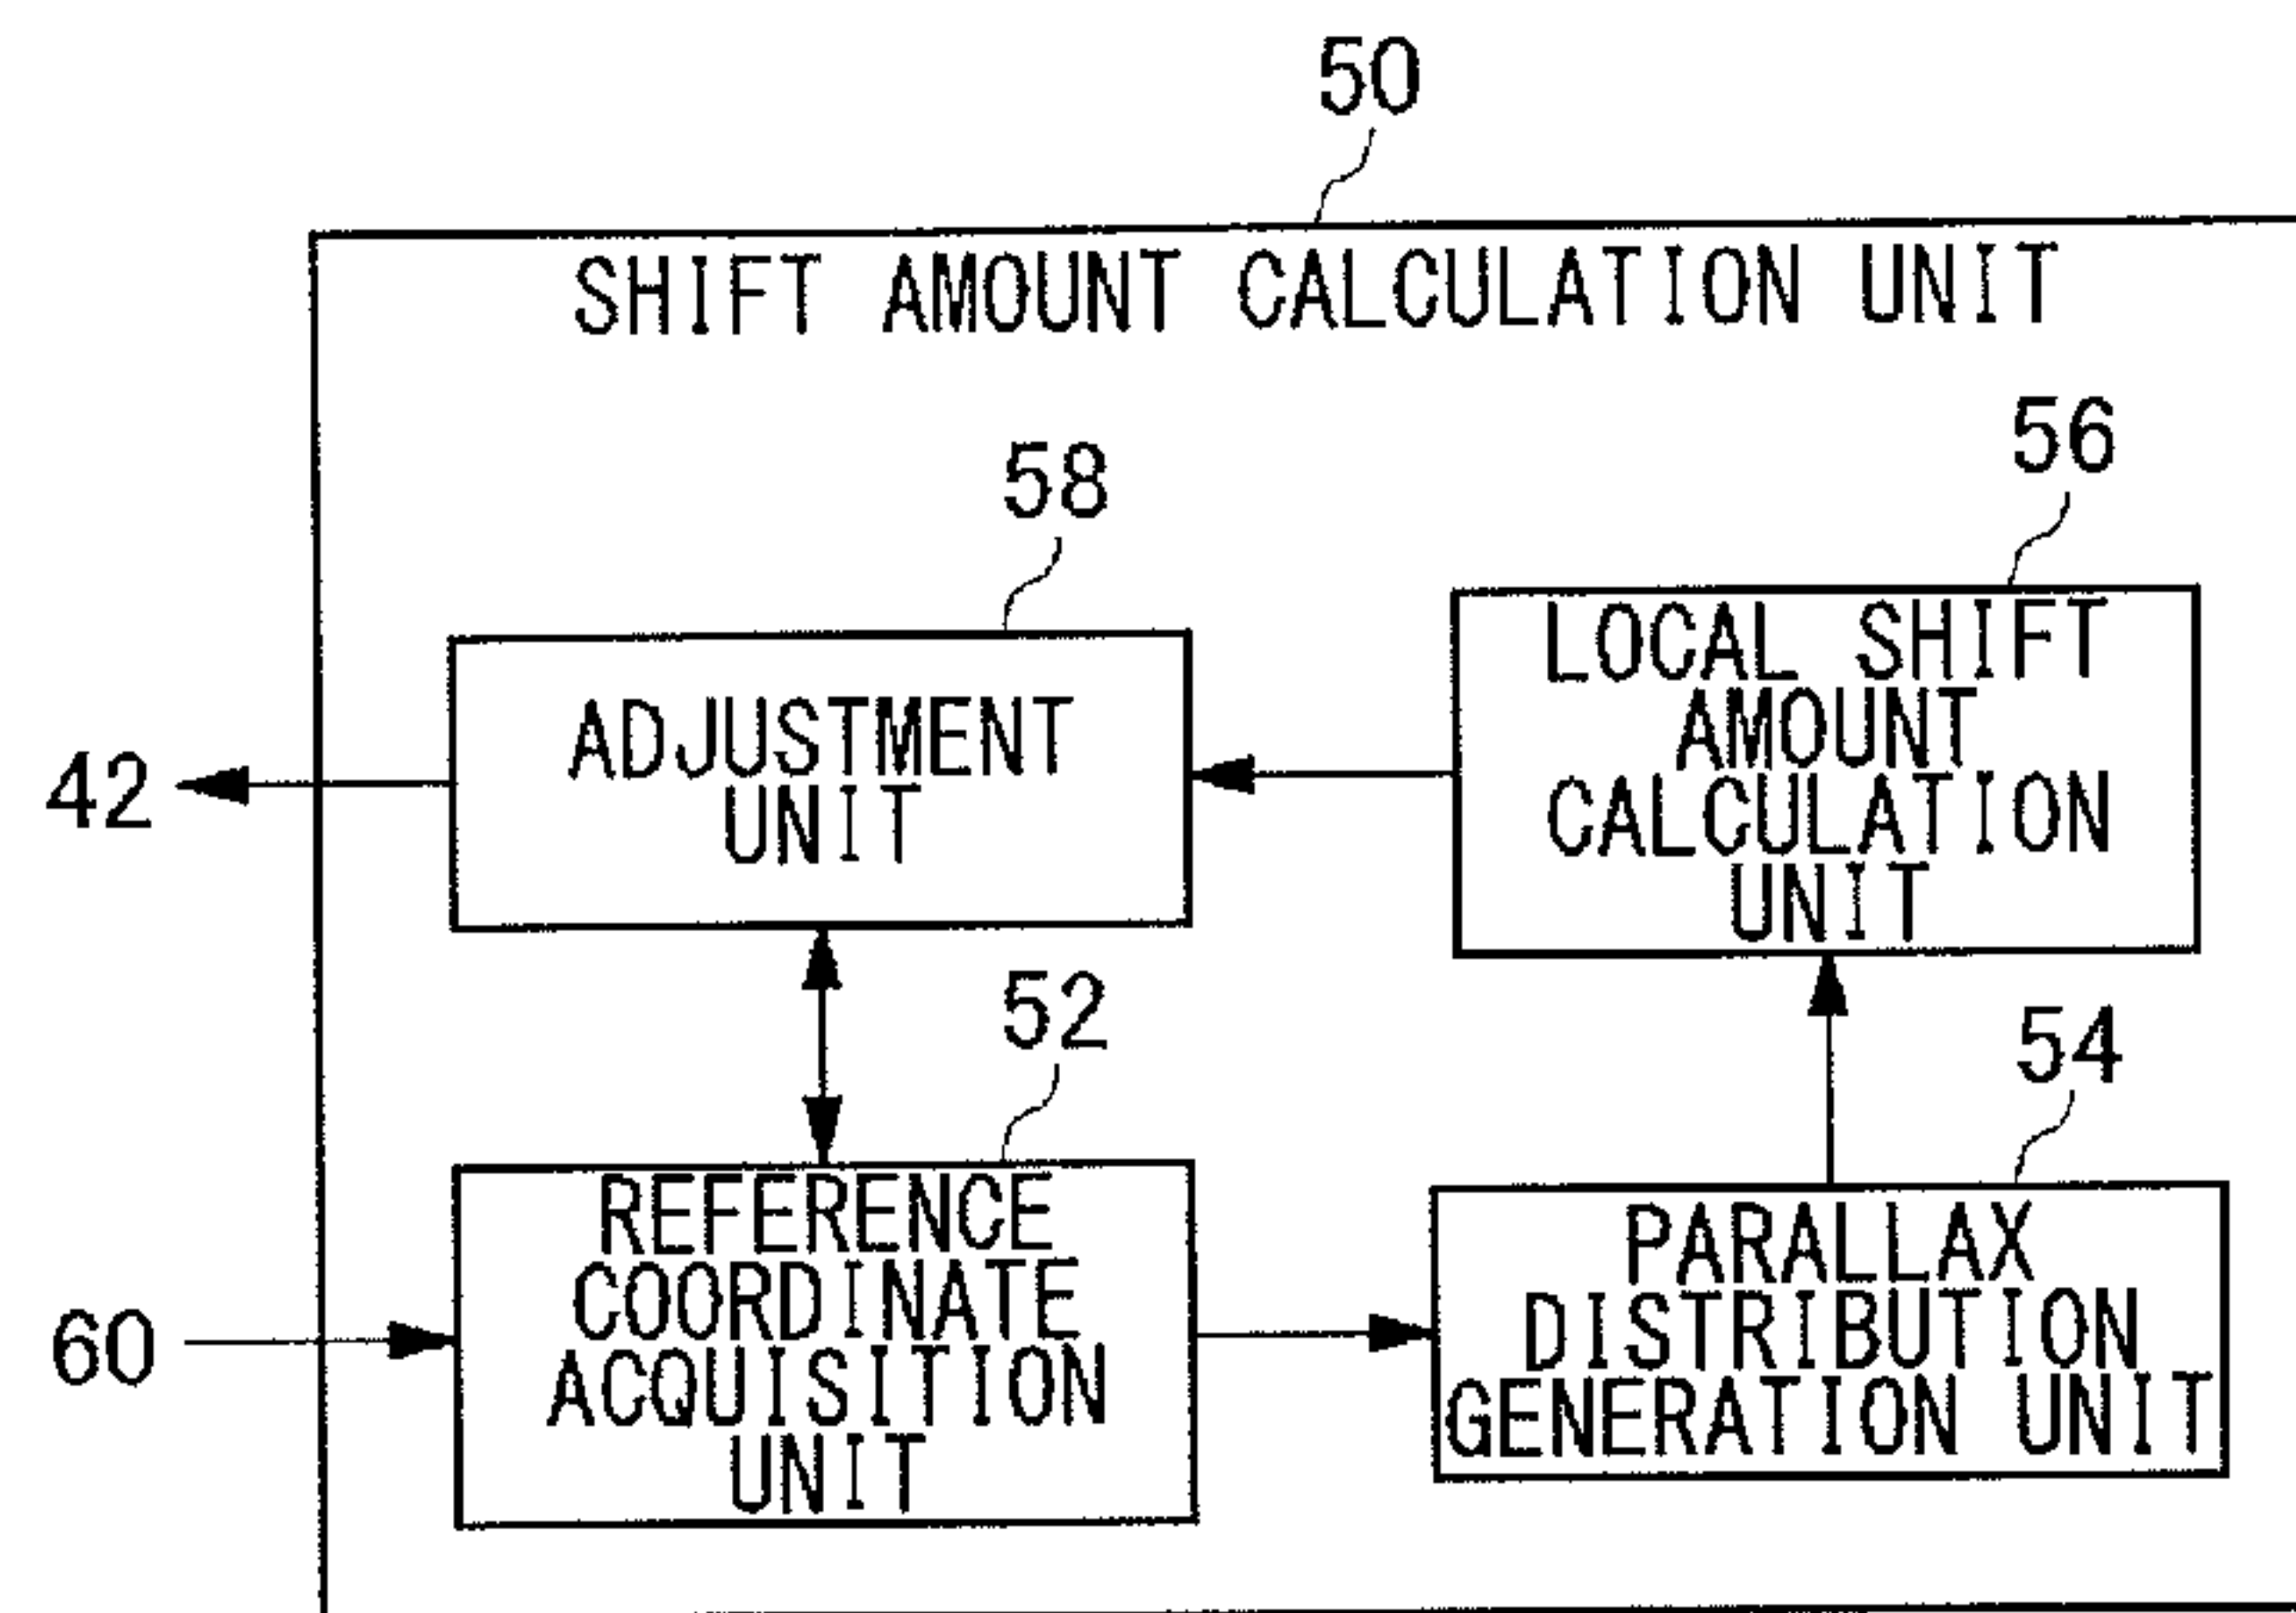 50
SHIFT AMOUNT CALCULATION UNIT
58
56
ADJUSTMENT
UNIT
LOCAL SHIFT
AMOUNT
CALCULATION
UNIT
42
52
54
REFERENCE
COORDINATE
ACQUISITION
UNIT
PARALLAX
DISTRIBUTION
GENERATION UNIT
60